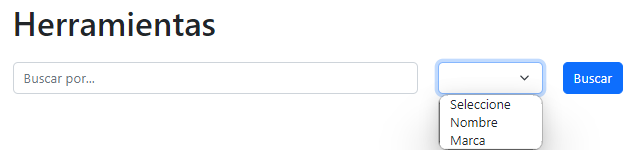 Herramientas
Buscar por...
Buscar
Seleccione
Nombre
Marca